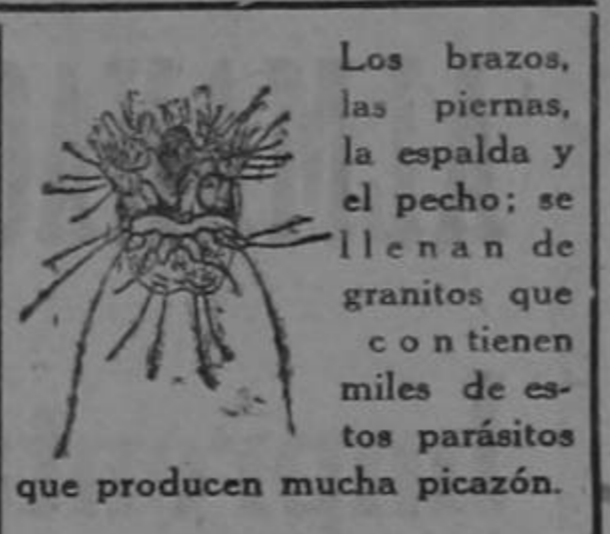 Los brazos,
las piernas,
la espalda y
el pecho; se
llenan de
granitos que
contienen
miles de es-
tos parásitos
que producen mucha picazón.